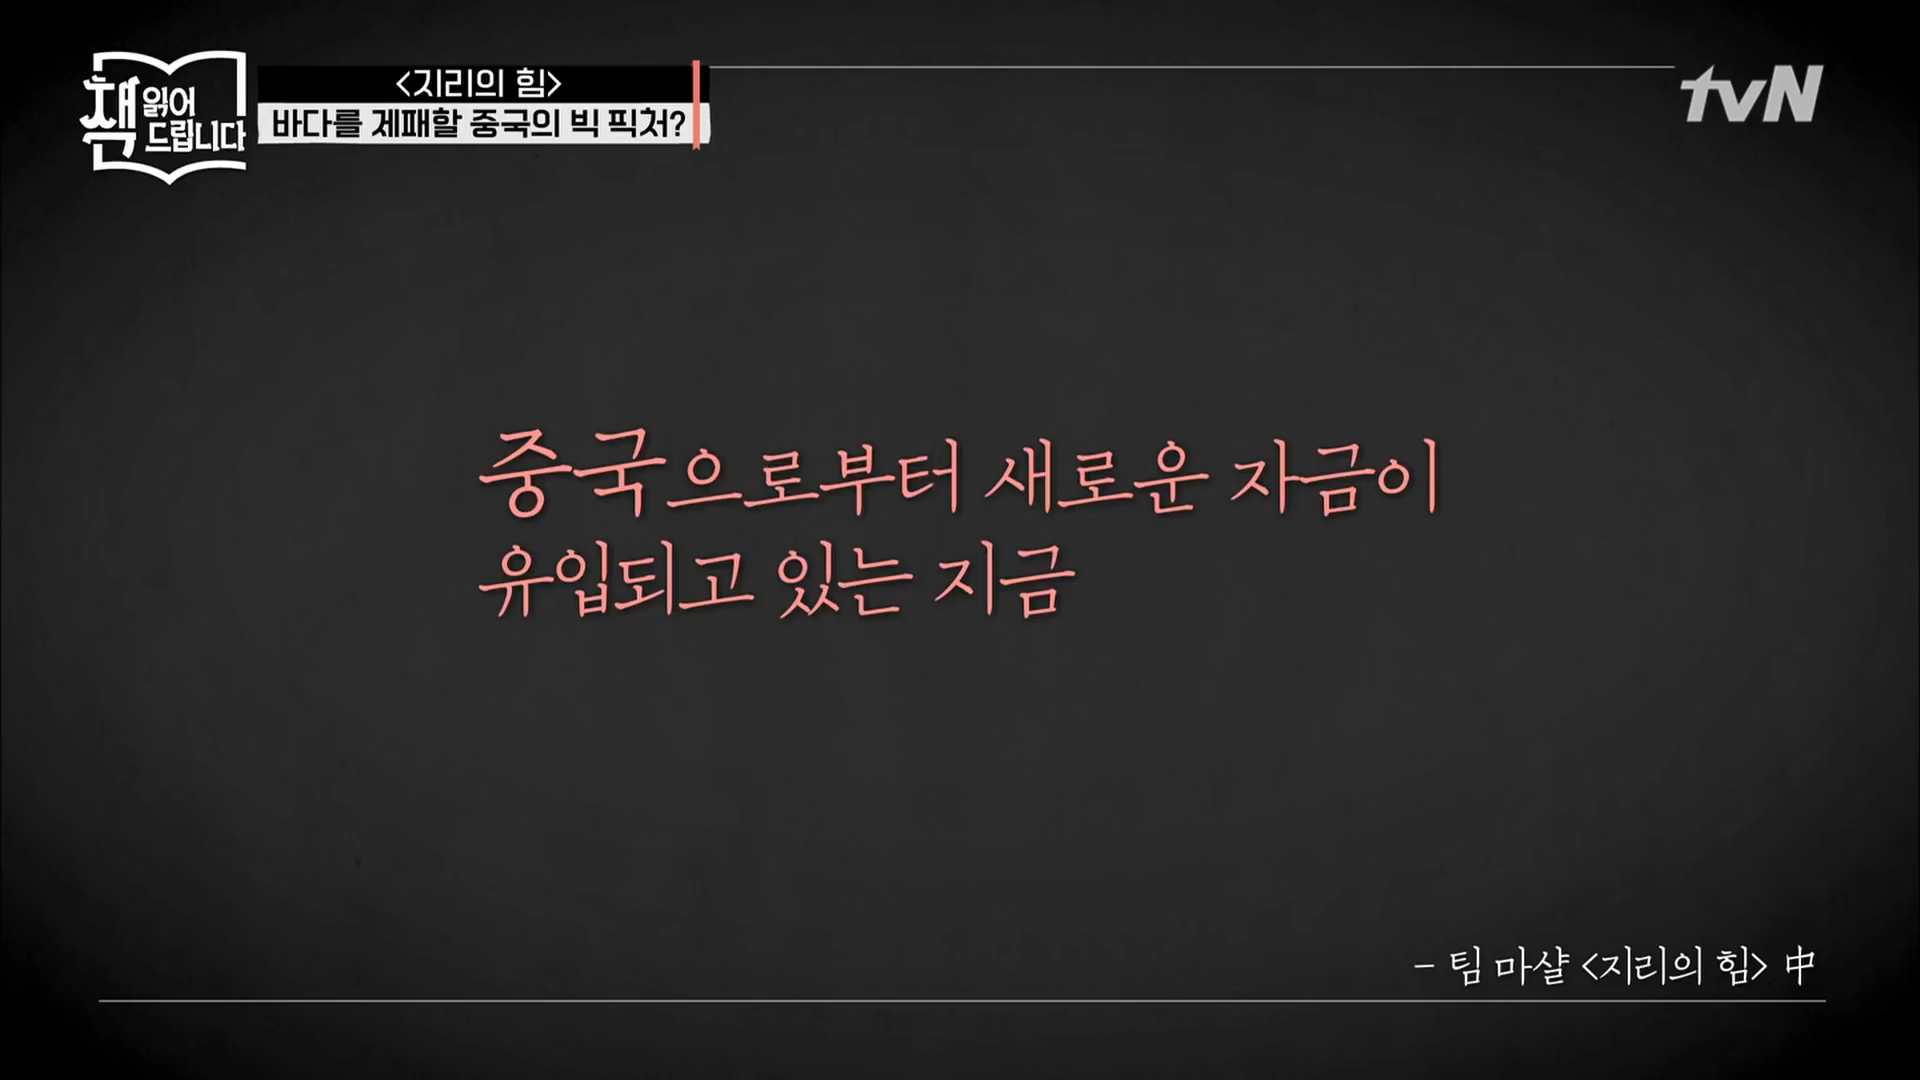 책 읽어
드립니다
<지리의 힘>
바다를 제패할 중국의 빅 픽처?
tvN
중국으로부터 새로운 자금이
유입되고 있는 지금
- 팀 마샬 <지리의 힘> 中